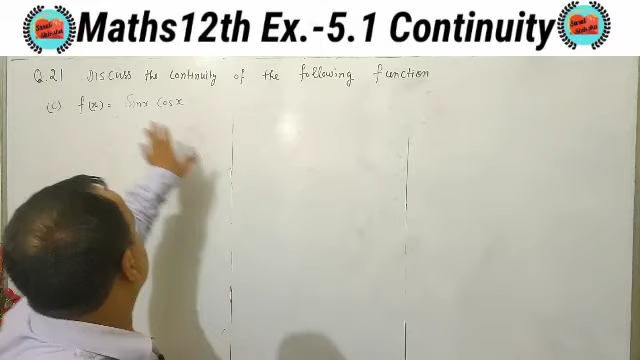 Maths12th Ex.-5.1 Continuity
Q.21 Discuss the continuity of the following function
(c) f(x) = Sinx Cosx